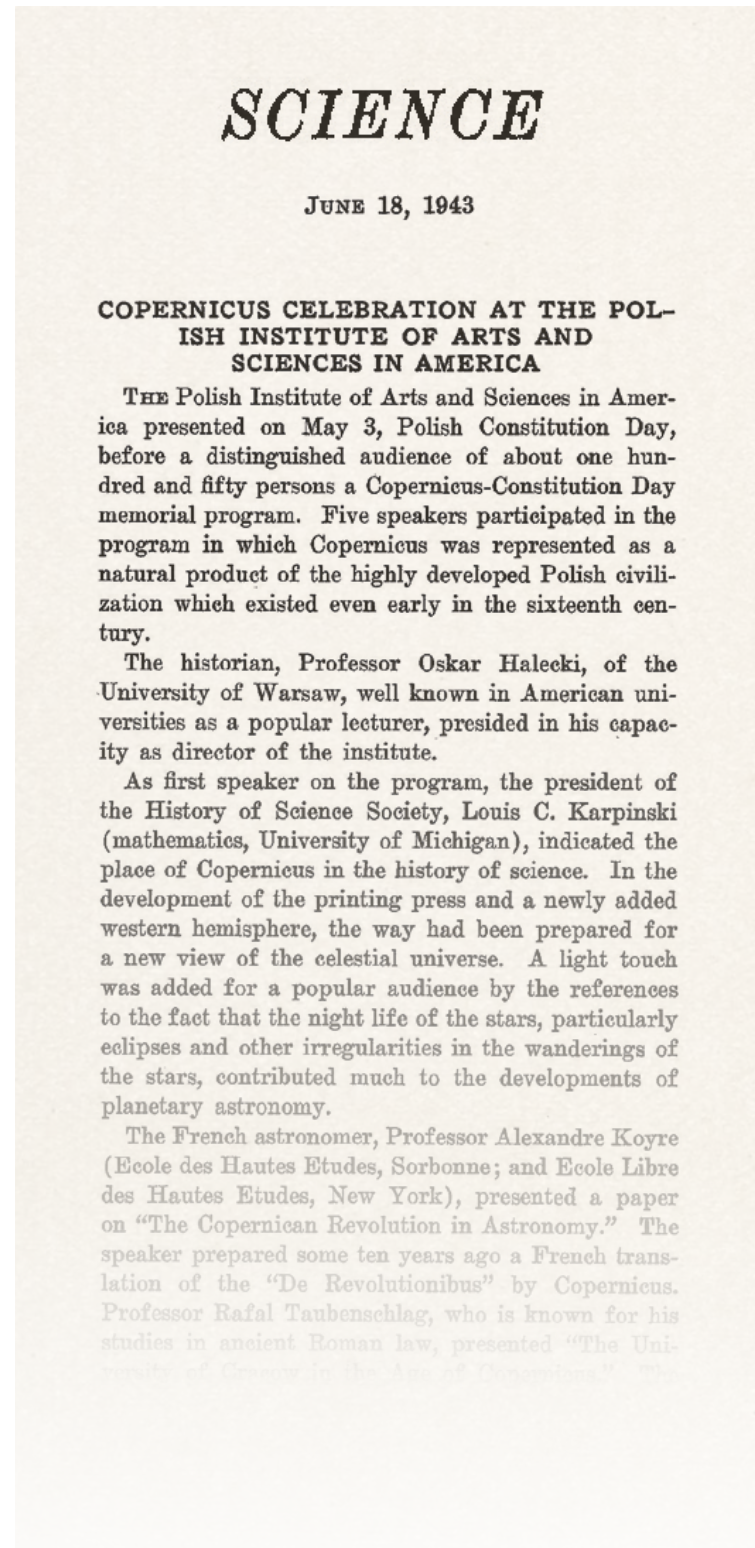 SCIENCE
JUNE 18, 1943
COPERNICUS CELEBRATION AT THE POL-
ISH INSTITUTE OF ARTS AND
SCIENCES IN AMERICA
THE Polish Institute of Arts and Sciences in Amer-
ica presented on May 3, Polish Constitution Day,
before a distinguished audience of about one hun-
dred and fifty persons a Copernicus-Constitution Day
memorial program. Five speakers participated in the
program in which Copernicus was represented as a
natural product of the highly developed Polish civili-
zation which existed even early in the sixteenth cen-
tury.
The historian, Professor Oskar Halecki, of the
University of Warsaw, well known in American uni-
versities as a popular lecturer, presided in his capac-
ity as director of the institute.
As first speaker on the program, the president of
the History of Science Society, Louis C. Karpinski
(mathematics, University of Michigan), indicated the
place of Copernicus in the history of science. In the
development of the printing press and a newly added
western hemisphere, the way had been prepared for
a new view of the celestial universe. A light touch
was added for a popular audience by the references
to the fact that the night life of the stars, particularly
eclipses and other irregularities in the wanderings of
the stars, contributed much to the developments of
planetary astronomy.
The French astronomer, Professor Alexandre Koyre
(Ecole des Hautes Etudes, Sorbonne; and Ecole Libre
des Hautes Etudes, New York), presented a paper
on “The Copernican Revolution in Astronomy.” The
speaker prepared some ten years ago a French trans-
lation of the “De Revolutionibus” by Copernicus.
Professor Rafal Taubenschlag, who is known for his
studies in ancient Roman law, presented “The Uni-
versity of Cracow in the Age of Copernicus.” The